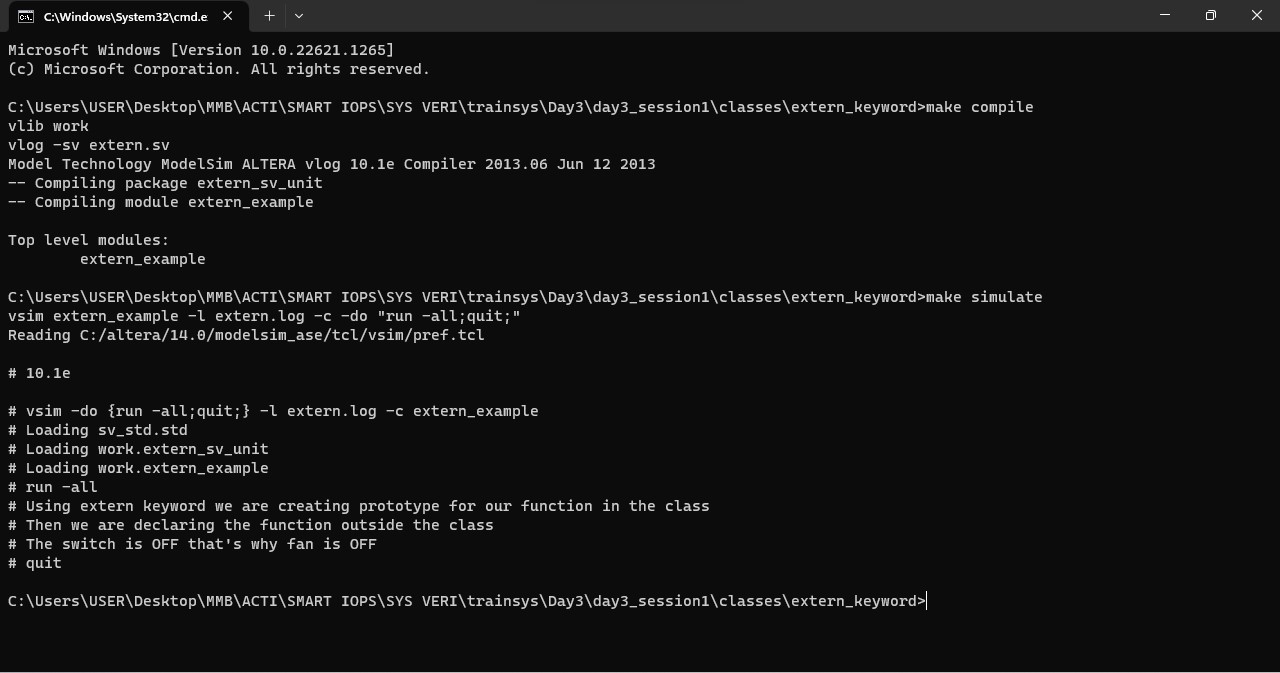 C:\Windows\System32\cmd.e
Microsoft Windows [Version 10.0.22621.1265]
(c) Microsoft Corporation. All rights reserved.
C:\Users\USER\Desktop\MMB\ACTI\SMART IOPS\SYS VERI\trainsys\Day3\day3_session1\classes\extern_keyword>make compile
vlib work
vlog -sv extern.sv
Model Technology ModelSim ALTERA vlog 10.1e Compiler 2013.06 Jun 12 2013
-- Compiling package extern_sv_unit
-- Compiling module extern_example
Top level modules:
        extern_example
C:\Users\USER\Desktop\MMB\ACTI\SMART IOPS\SYS VERI\trainsys\Day3\day3_session1\classes\extern_keyword>make simulate
vsim extern_example -l extern.log -c -do "run -all;quit;"
Reading C:/altera/14.0/modelsim_ase/tcl/vsim/pref.tcl
# 10.1e
# vsim -do {run -all;quit;} -l extern.log -c extern_example
# Loading sv_std.std
# Loading work.extern_sv_unit
# Loading work.extern_example
# run -all
# Using extern keyword we are creating prototype for our function in the class
# Then we are declaring the function outside the class
# The switch is OFF that's why fan is OFF
# quit
C:\Users\USER\Desktop\MMB\ACTI\SMART IOPS\SYS VERI\trainsys\Day3\day3_session1\classes\extern_keyword>